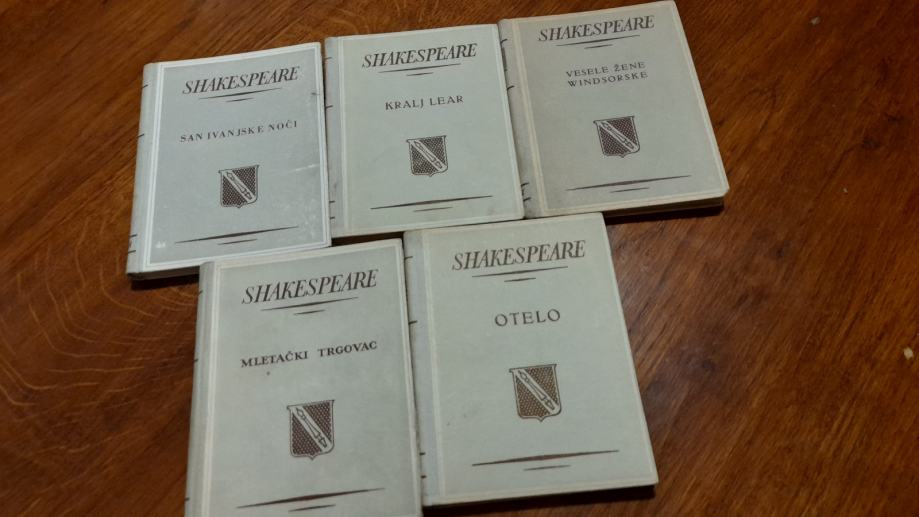 SHAKESPEARE
SAN IVANJSKE NOĆI
SHAKESPEARE
KRALJ LEAR
SHAKESPEARE
VESELE ŽENE
WINDSORSKE
SHAKESPEARE
MLETAČKI TRGOVAC
SHAKESPEARE
OTELO